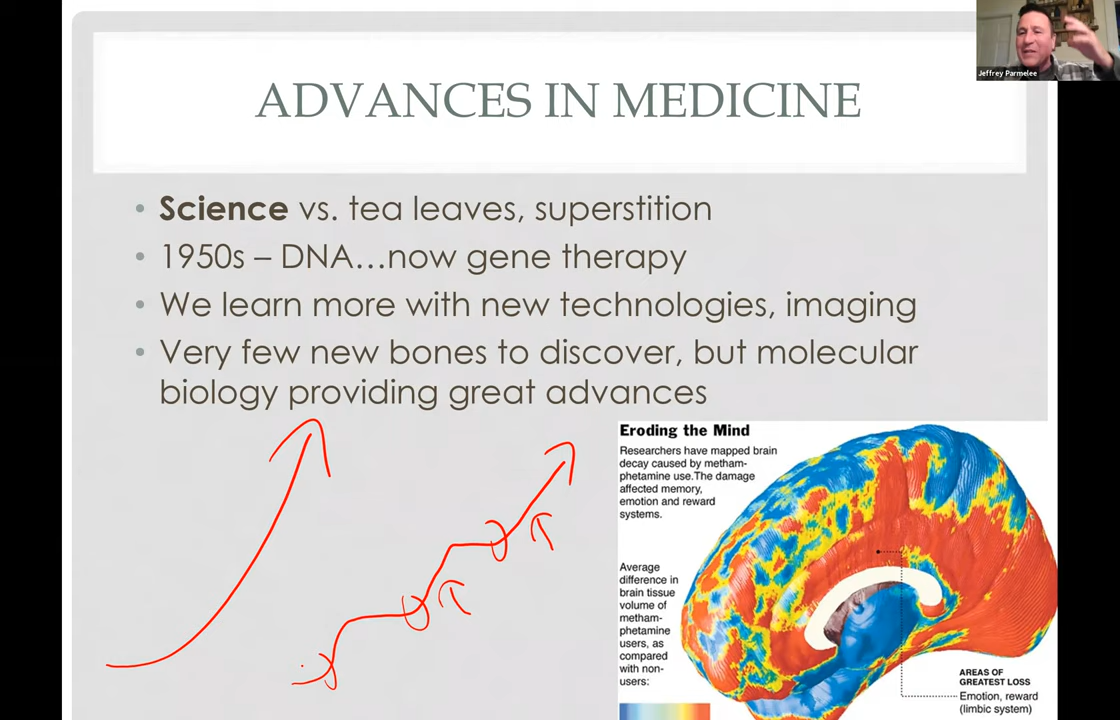 Jeffrey Parmelee
ADVANCES IN MEDICINE
• Science vs. tea leaves, superstition
• 1950s – DNA…now gene therapy
• We learn more with new technologies, imaging
• Very few new bones to discover, but molecular
biology providing great advances
T
T
Eroding the Mind
Researchers have mapped brain
decay caused by metham-
phetamine use.The damage
affected memory,
emotion and reward
systems.
Average
difference in
brain tissue
volume of
metham-
phetamine
users, as
compared
with non-
users:
AREAS OF
GREATEST LOSS
Emotion, reward
(limbic system)